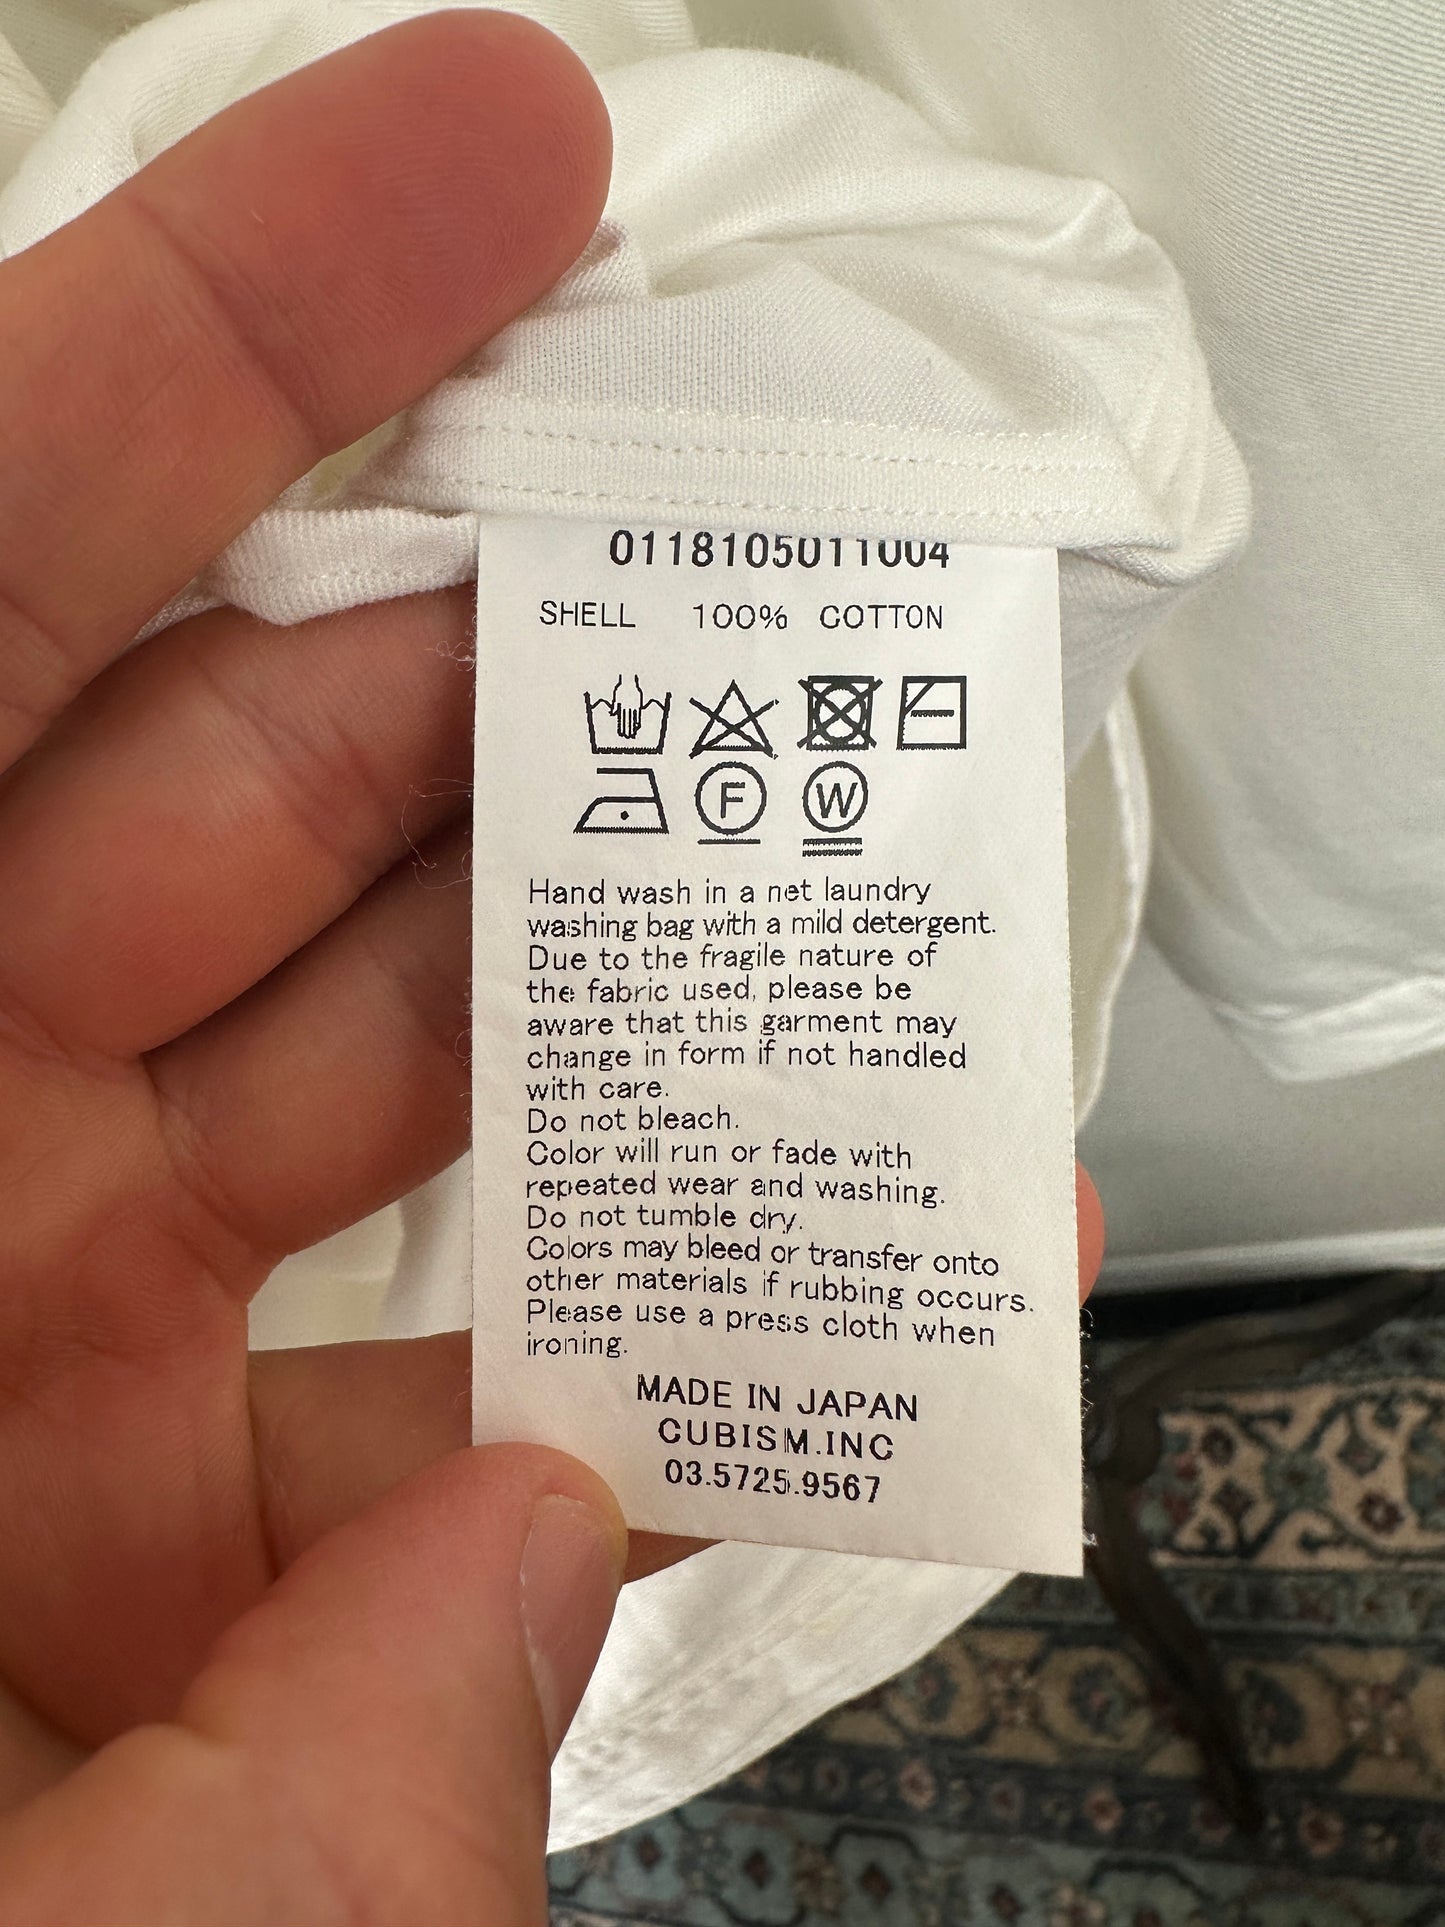 0118105011004
SHELL 100% COTTON
F W
Hand wash in a net laundry
washing bag with a mild detergent.
Due to the fragile nature of
the fabric used, please be
aware that this garment may
change in form if not handled
with care.
Do not bleach.
Color will run or fade with
repeated wear and washing.
Do not tumble dry.
Colors may bleed or transfer onto
other materials if rubbing occurs.
Please use a press cloth when
ironing.
MADE IN JAPAN
CUBISM.INC
03.5725.9567